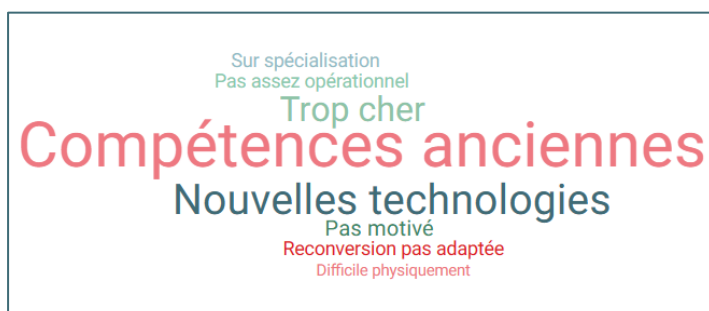 Sur spécialisation
Pas assez opérationnel
Trop cher
Compétences anciennes
Nouvelles technologies
Pas motivé
Reconversion pas adaptée
Difficile physiquement